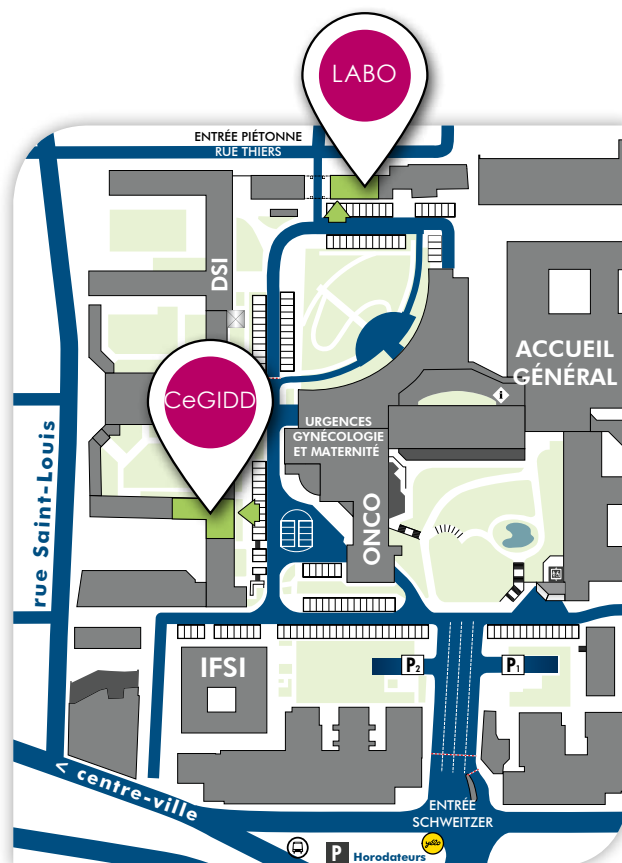 LABO
ENTRÉE PIÉTONNE
RUE THIERS
DSI
ACCUEIL
GÉNÉRAL
i
CeGIDD
URGENCES
GYNÉCOLOGIE
ET MATERNITÉ
ONCO
rue Saint-Louis
IFSI
P2
P1
< centre-ville
ENTRÉE
SCHWEITZER
yélo
P Horodateurs